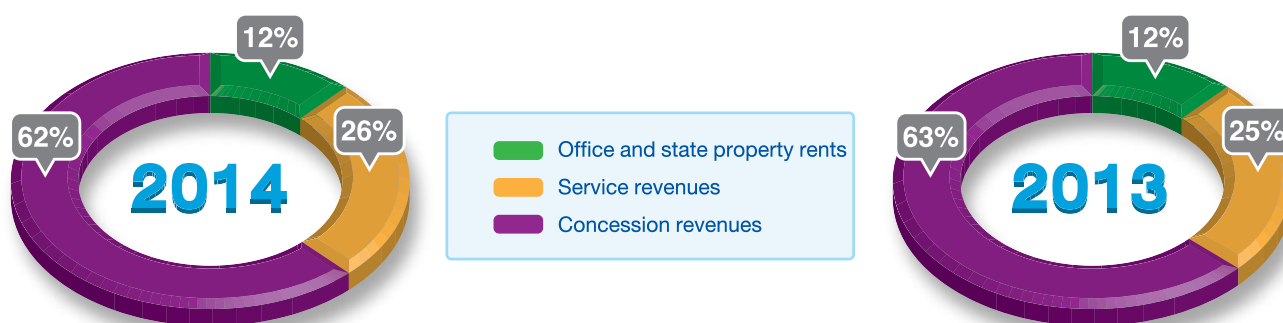 12%
62%
26%
2014
Office and state property rents
Service revenues
Concession revenues
12%
63%
25%
2013